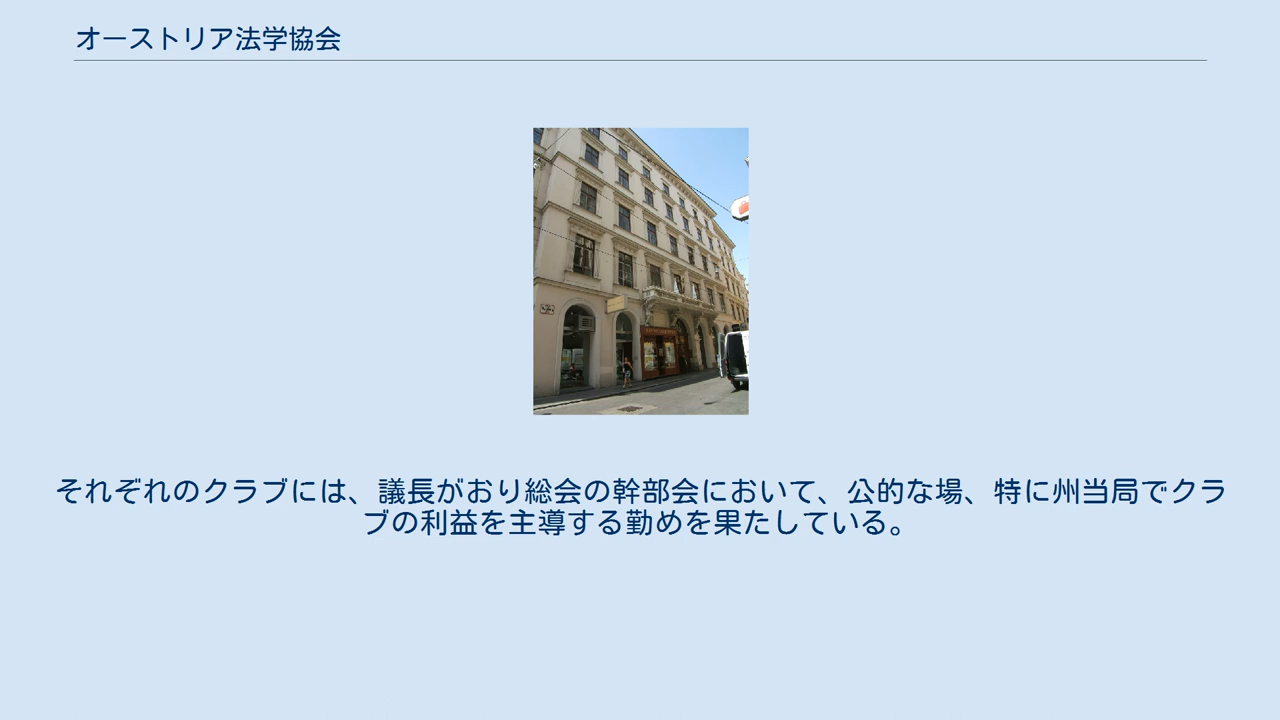 オーストリア法学協会
それぞれのクラブには、議長がおり総会の幹部会において、公的な場、特に州当局でクラ
ブの利益を主導する勤めを果たしている。